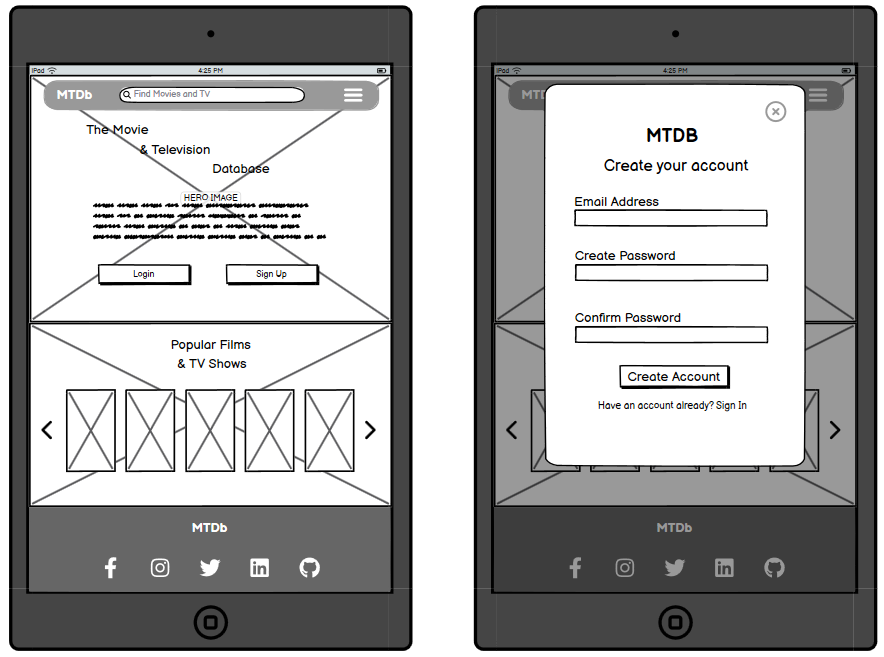 iPad 4:25 PM
MTDb Find Movies and TV
The Movie
& Television
Database
HERO IMAGE
Login Sign Up
Popular Films
& TV Shows
MTDb
iPad 4:25 PM
MT
MTDB
Create your account
Email Address
Create Password
Confirm Password
Create Account
Have an account already? Sign In
MTDb